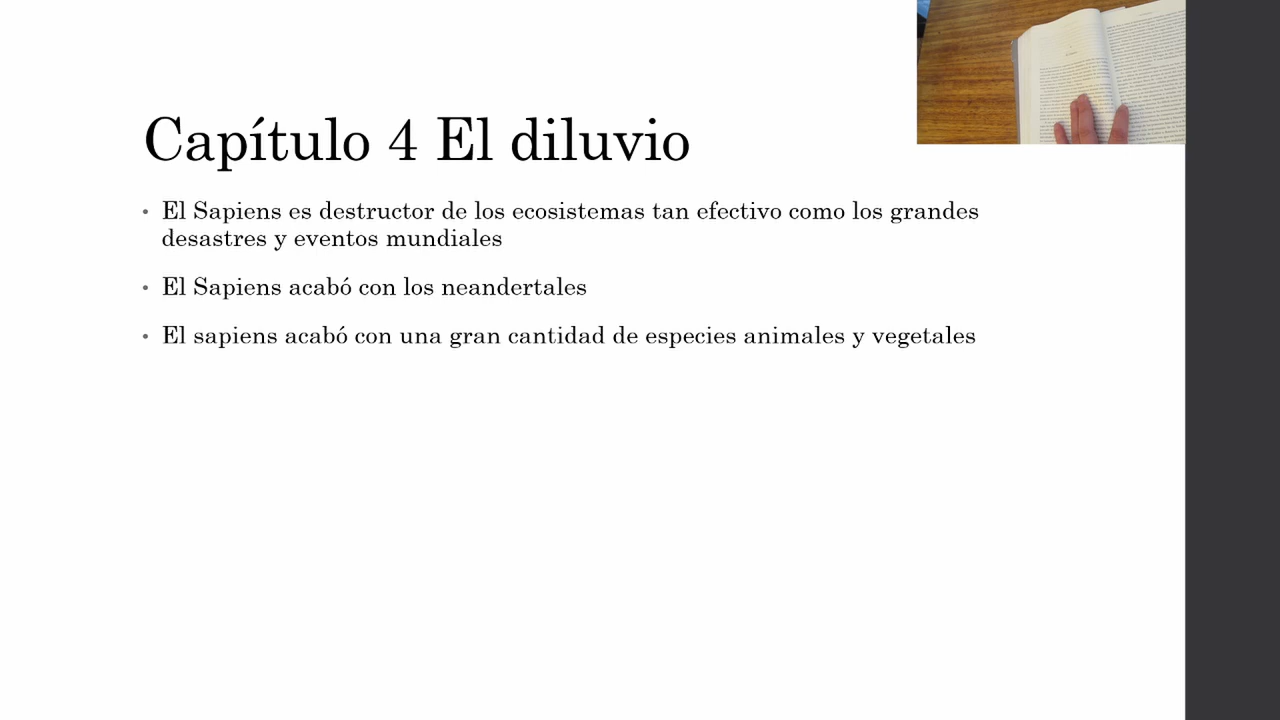 Capítulo 4 El diluvio
• El Sapiens es destructor de los ecosistemas tan efectivo como los grandes
desastres y eventos mundiales
• El Sapiens acabó con los neandertales
• El sapiens acabó con una gran cantidad de especies animales y vegetales